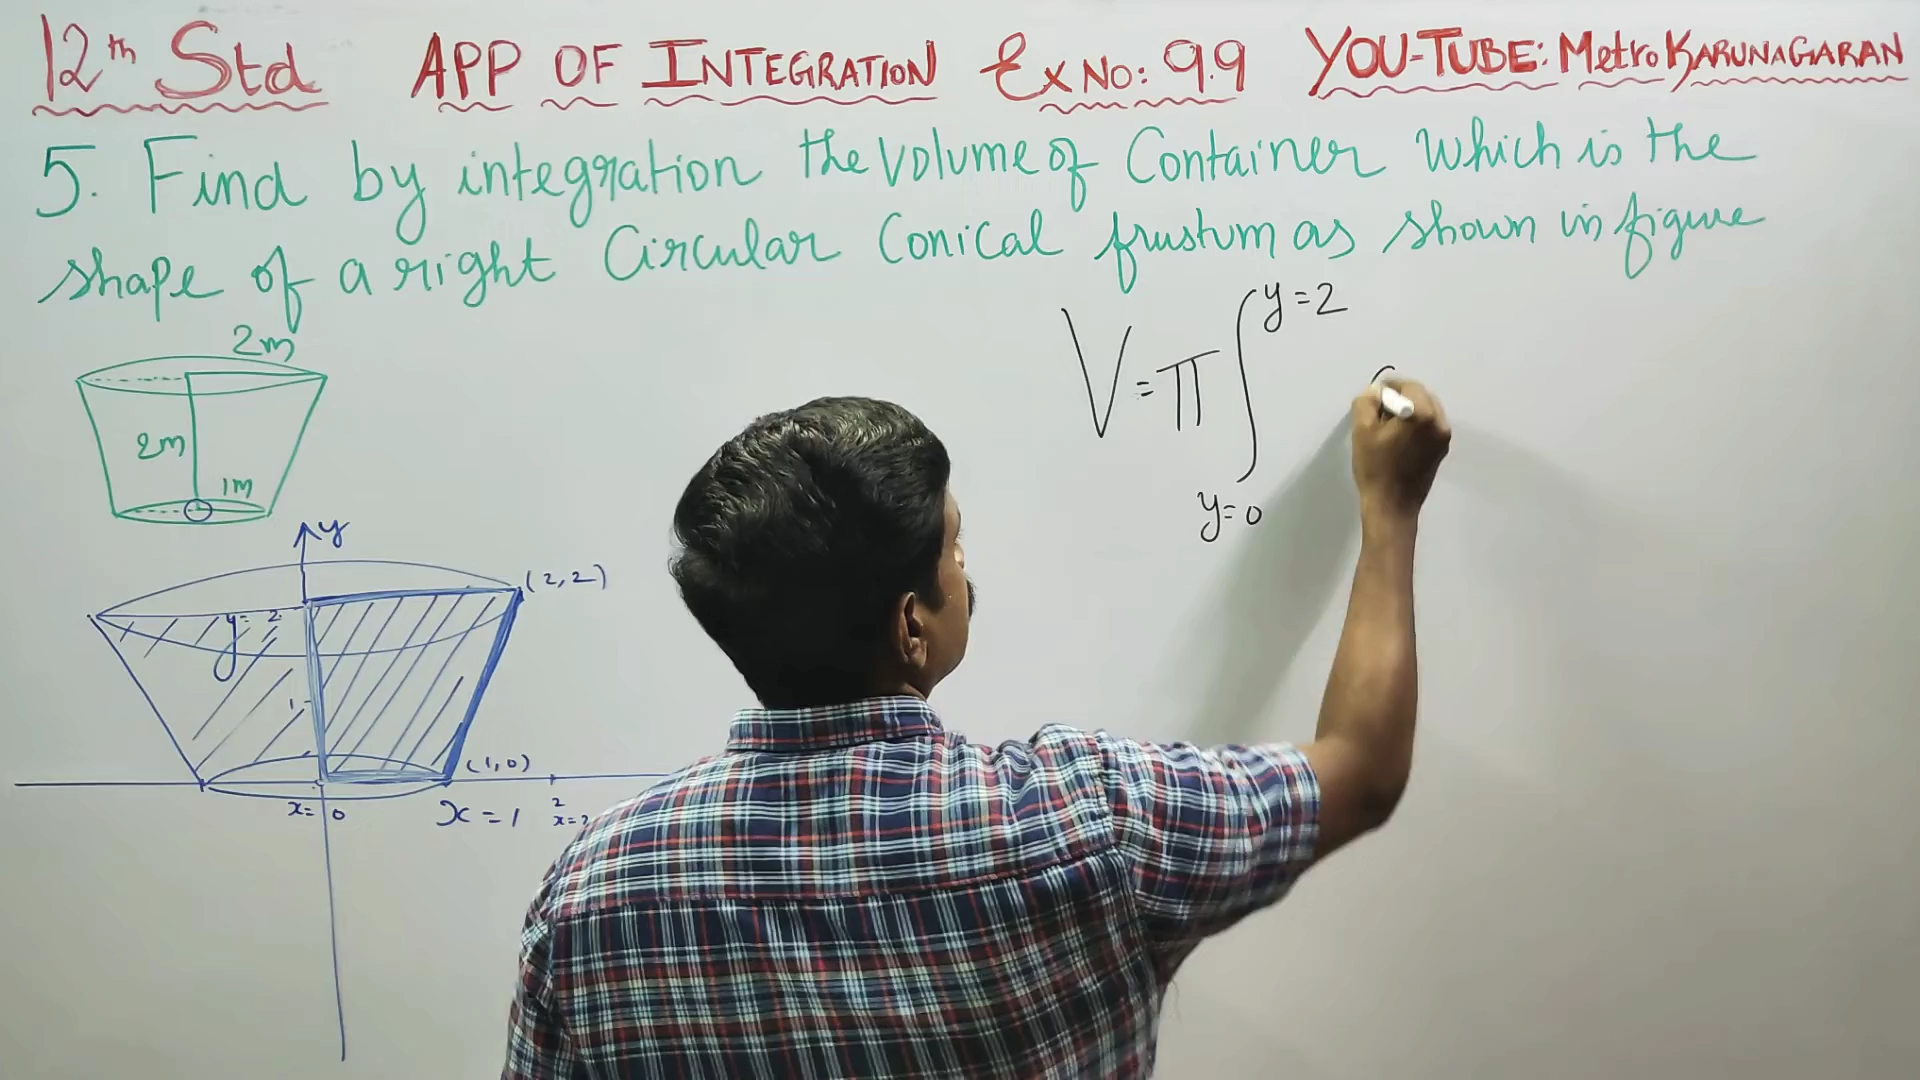 12th Std APP OF INTEGRATION Ex No: 9.9 YOU-TUBE: Metro KARUNAGARAN
5. Find by integration the volume of Container which is the
shape of a right Circular Conical frustum as shown in figure
2m
2m
1m
V = π ∫ y=2
y=0
y
(2, 2)
y= 2
1
(1, 0)
x= 0
x = 1
2
x=2